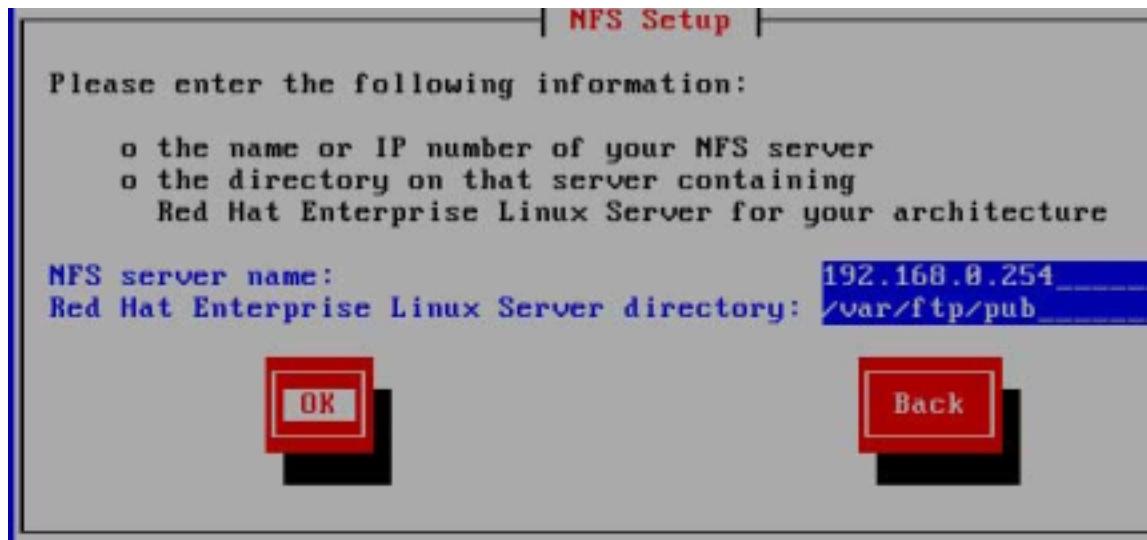 NFS Setup
Please enter the following information:
o the name or IP number of your NFS server
o the directory on that server containing
Red Hat Enterprise Linux Server for your architecture
NFS server name: 192.168.0.254______
Red Hat Enterprise Linux Server directory: /var/ftp/pub______
OK Back